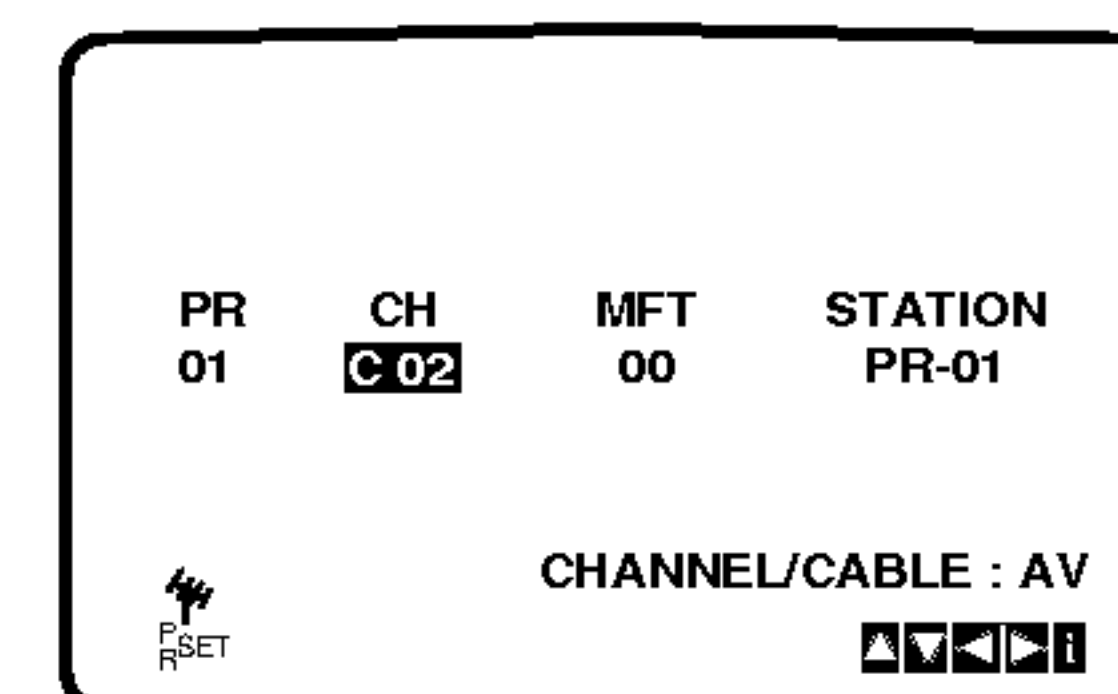 PR CH MFT STATION
01 C 02 00 PR-01
CHANNEL/CABLE : AV
PR SET
i